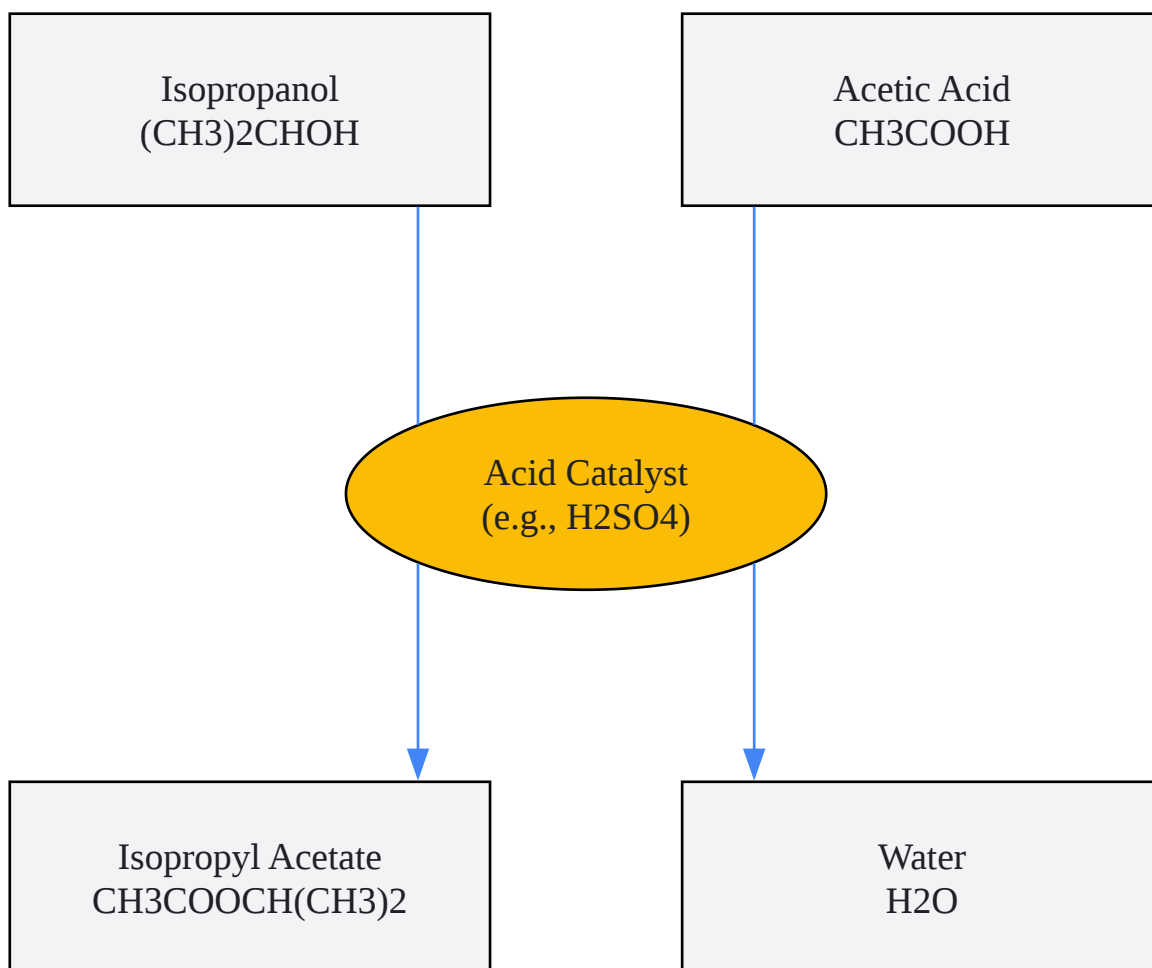 Isopropanol
(CH3)2CHOH
Acetic Acid
CH3COOH
Acid Catalyst
(e.g., H2SO4)
Isopropyl Acetate
CH3COOCH(CH3)2
Water
H2O